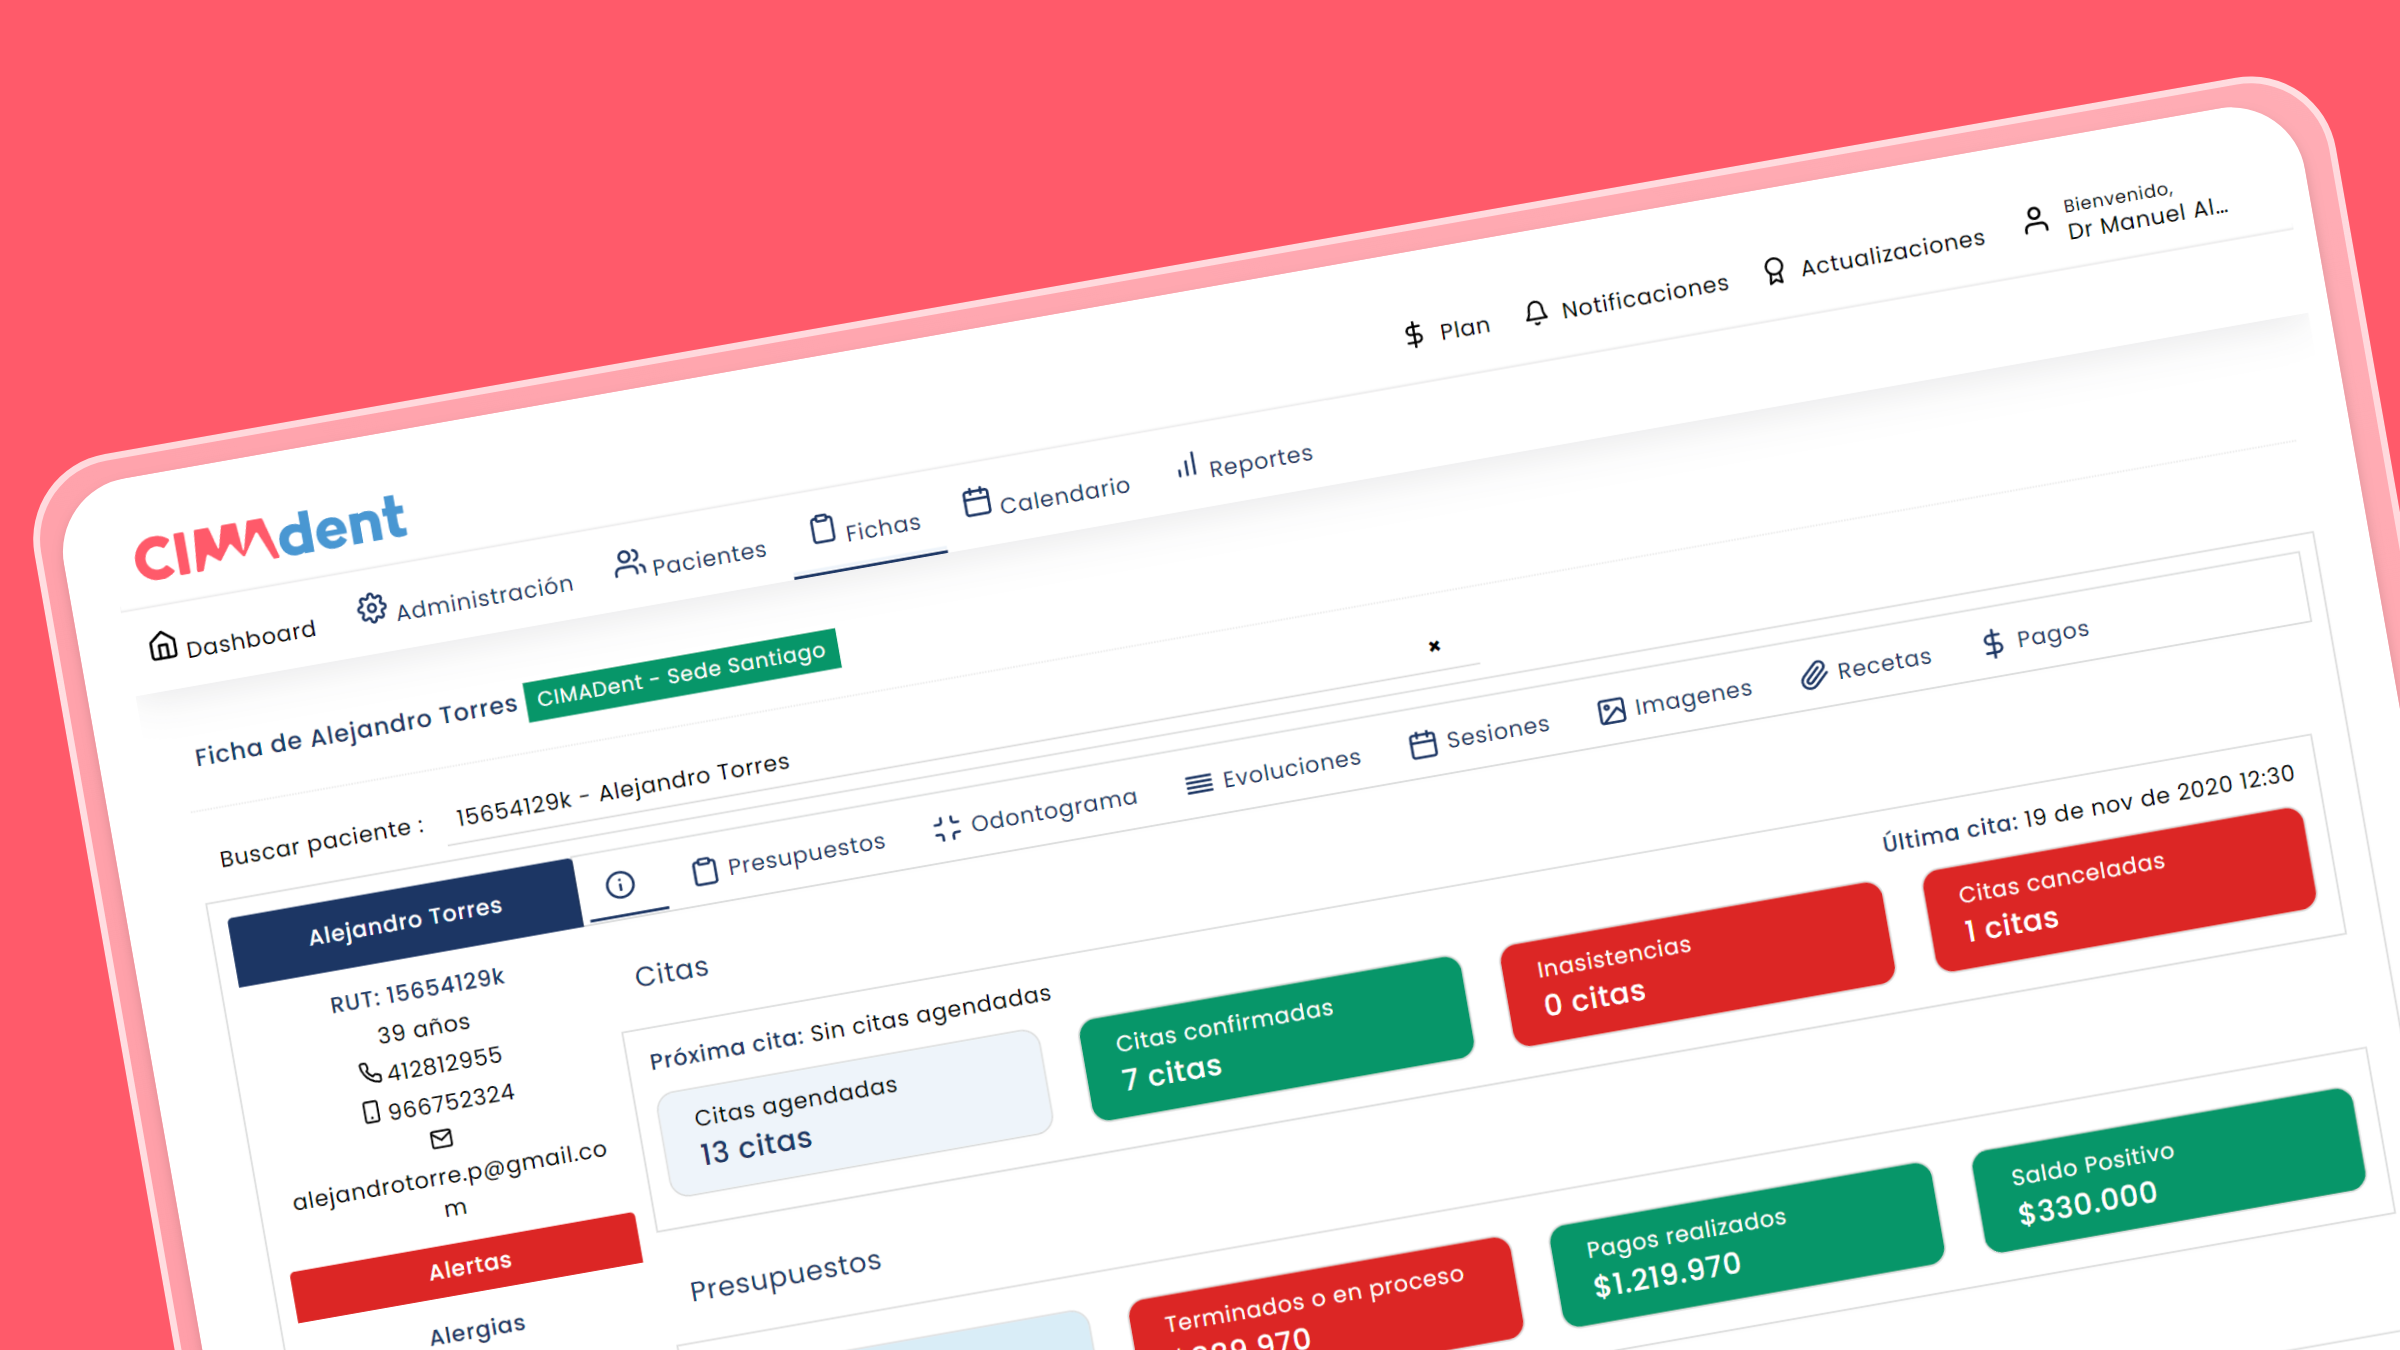 Bienvenido,
Dr Manuel Al...
Plan
Notificaciones
Actualizaciones
CIMAdent
Dashboard
Administración
Pacientes
Fichas
Calendario
Reportes
Ficha de Alejandro Torres
CIMADent - Sede Santiago
Buscar paciente :
15654129k - Alejandro Torres
Alejandro Torres
RUT: 15654129k
39 años
412812955
966752324
alejandrotorre.p@gmail.co
m
Alertas
Alergias
Presupuestos
Odontograma
Evoluciones
Sesiones
Imagenes
Recetas
Pagos
Citas
Próxima cita: Sin citas agendadas
Última cita: 19 de nov de 2020 12:30
Citas agendadas
13 citas
Citas confirmadas
7 citas
Inasistencias
0 citas
Citas canceladas
1 citas
Presupuestos
Terminados o en proceso
Pagos realizados
$1.219.970
Saldo Positivo
$330.000